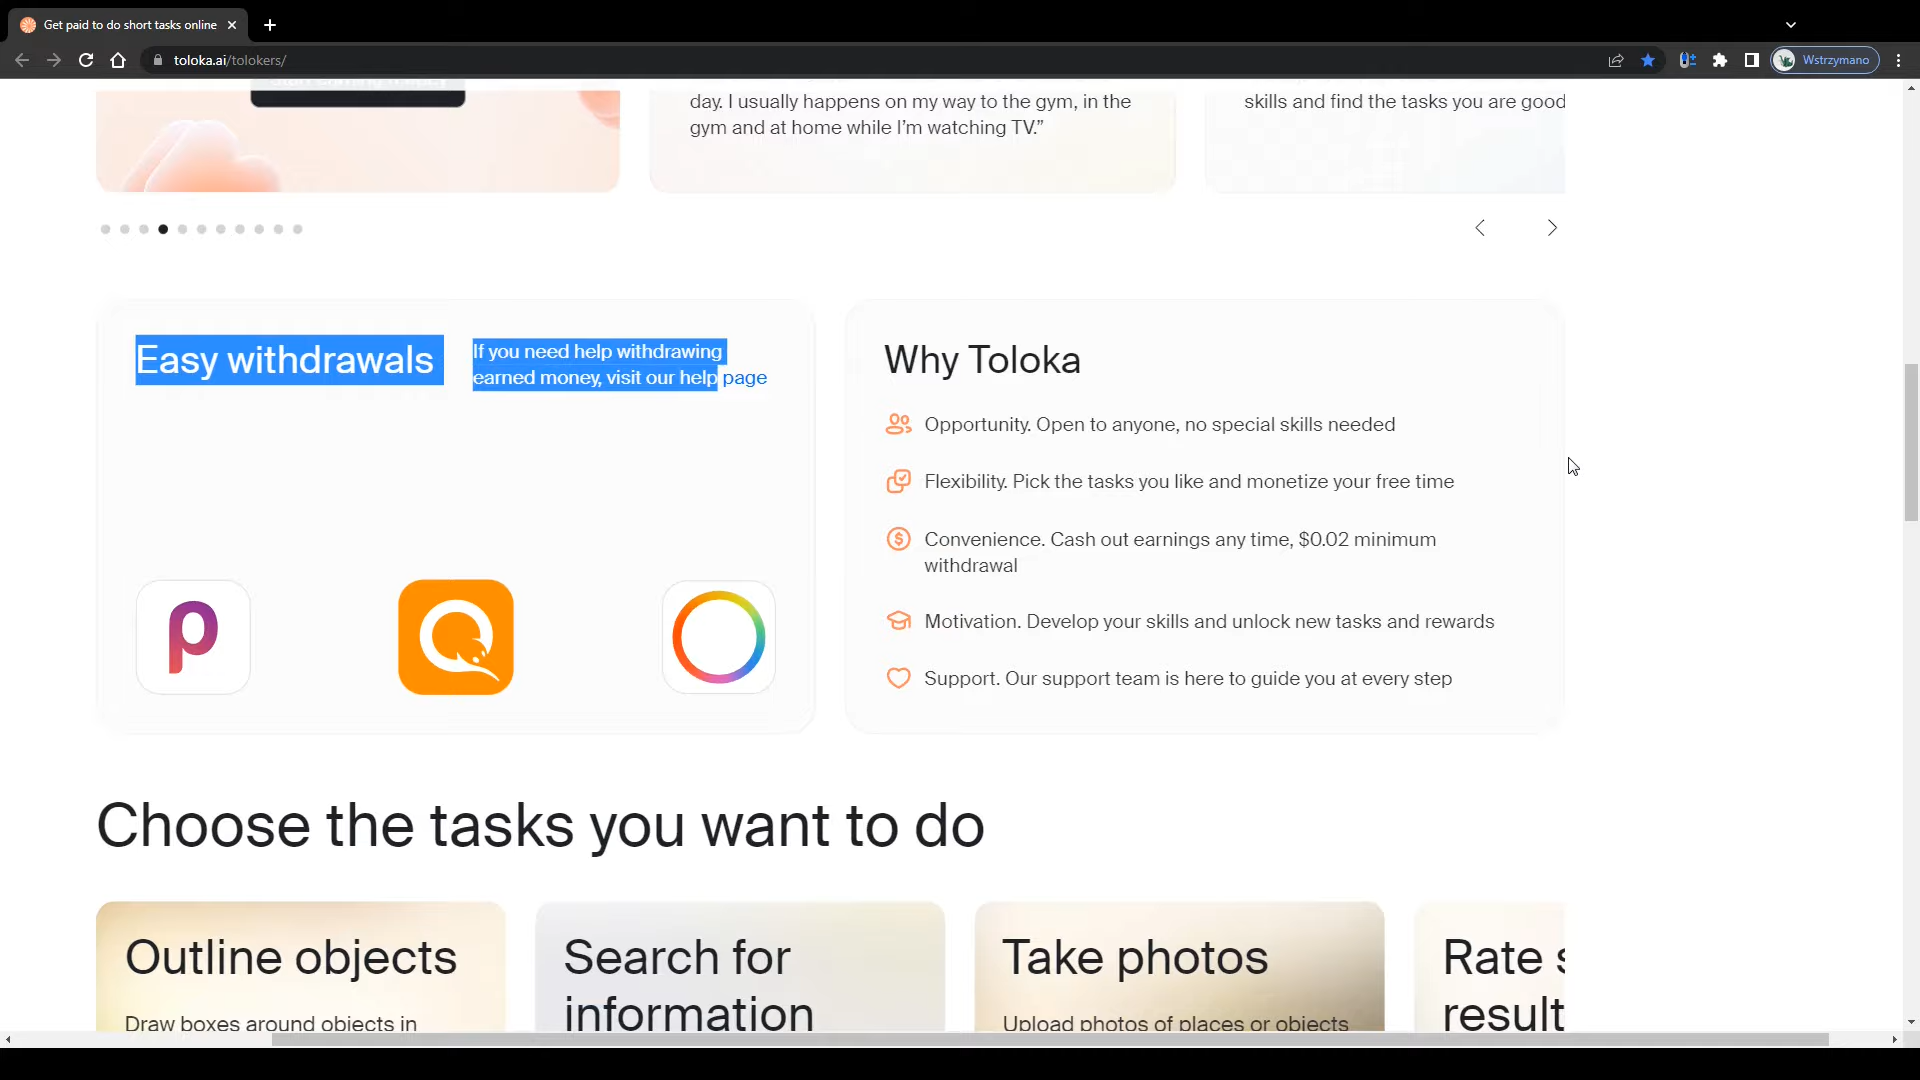 Get paid to do short tasks online
toloka.ai/tolokers/
Wstrzymano
day. I usually happens on my way to the gym, in the
gym and at home while I'm watching TV."
skills and find the tasks you are good
Easy withdrawals
If you need help withdrawing
earned money, visit our help page
Why Toloka
Opportunity. Open to anyone, no special skills needed
Flexibility. Pick the tasks you like and monetize your free time
Convenience. Cash out earnings any time, $0.02 minimum
withdrawal
Motivation. Develop your skills and unlock new tasks and rewards
Support. Our support team is here to guide you at every step
Choose the tasks you want to do
Outline objects
Draw boxes around objects in
Search for
information
Take photos
Upload photos of places or objects
Rate
result